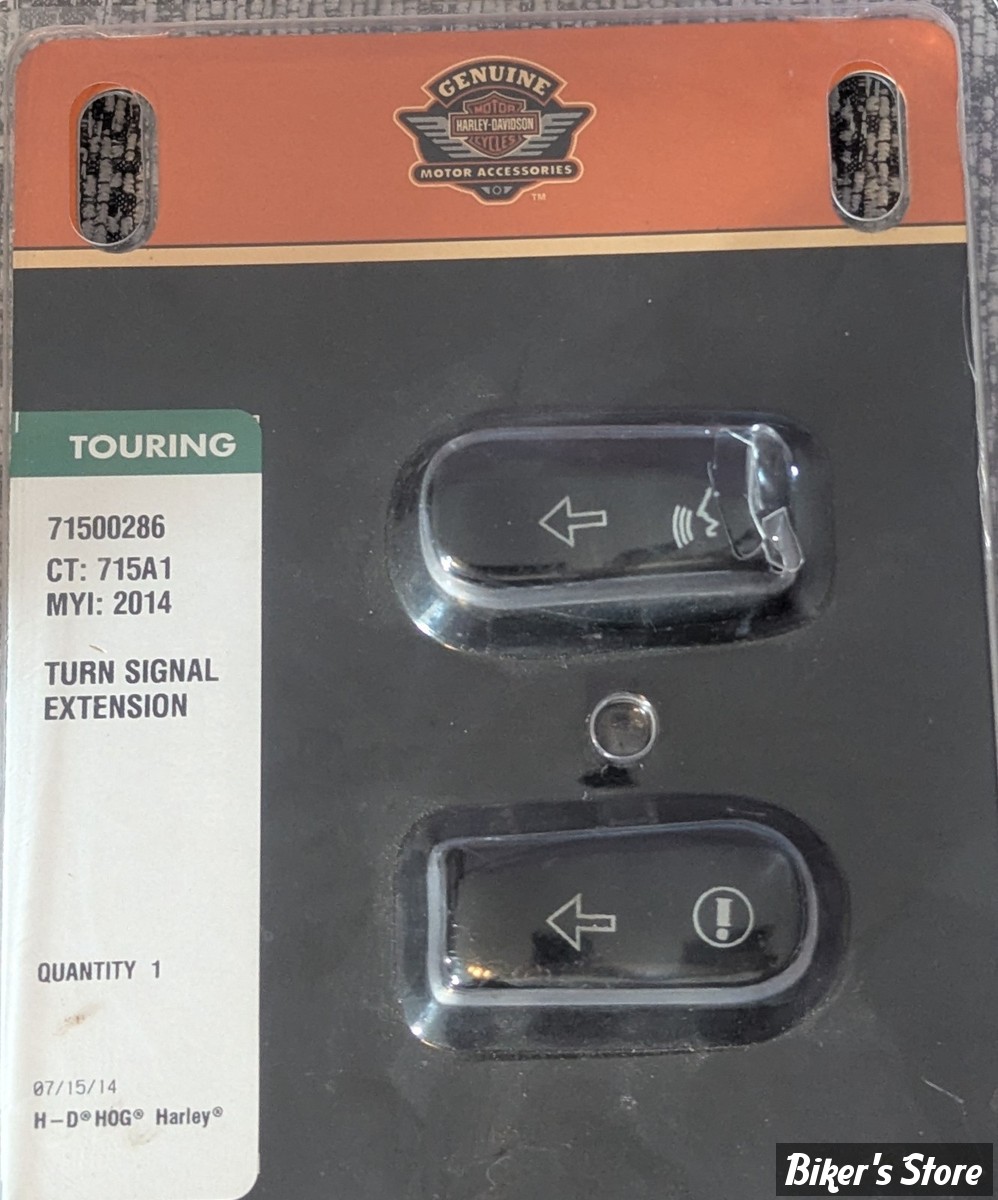 GENUINE
MOTOR
HARLEY-DAVIDSON
CYCLES
MOTOR ACCESSORIES
TM
TOURING
71500286
CT: 715A1
MYI: 2014
TURN SIGNAL
EXTENSION
QUANTITY 1
07/15/14
H-D® HOG® Harley®
Biker's Store